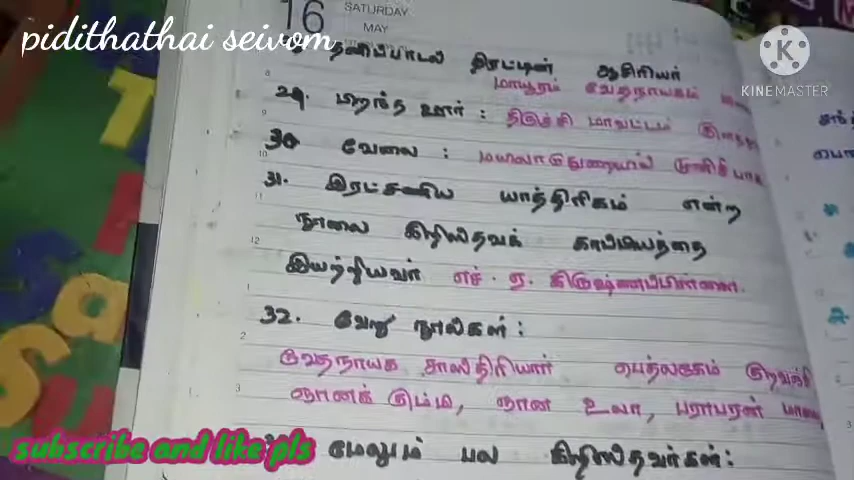 16 SATURDAY
MAY
pidithathai seivom
KINEMASTER
தனிப்பாடல் திரட்டின் ஆசிரியர்
மாயூரம் வேதநாயகம்
29. பிறந்த ஊர் : திருச்சி மாவட்டம்
30 வேலை : மயிலாடுதுறையில்
31. இரட்சணிய யாத்திரிகம் என்ற
நூலை கிறிஸ்தவக் காப்பியத்தை
இயற்றியவர் எச். ஏ. கிருஷ்ணபிள்ளை.
32. வேறு நூல்கள் :
வேதநாயக சாஸ்திரியார் பெத்லகேம் குறவஞ்சி
ஞானக் கும்மி, ஞான உலா, பராபரன்
மேலும் பல கிறிஸ்தவர்கள் :
subscribe and like pls